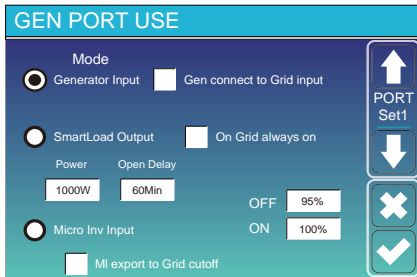 GEN PORT USE
Mode
Generator Input Gen connect to Grid input
PORT
Set1
SmartLoad Output On Grid always on
Power Open Delay
1000W 60Min
OFF 95%
ON 100%
Micro Inv Input
MI export to Grid cutoff